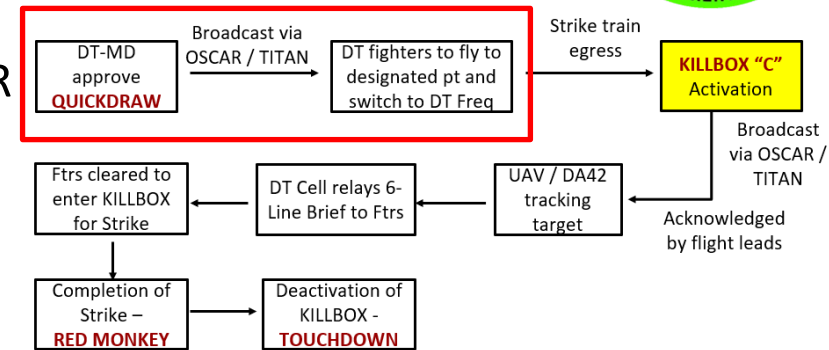 DT-MD
approve
QUICKDRAW
Broadcast via
OSCAR / TITAN
DT fighters to fly to
designated pt and
switch to DT Freq
Strike train
egress
KILLBOX “C”
Activation
Broadcast
via OSCAR /
TITAN
Acknowledged
by flight leads
UAV / DA42
tracking
target
DT Cell relays 6-
Line Brief to Ftrs
Ftrs cleared to
enter KILLBOX
for Strike
Completion of
Strike –
RED MONKEY
Deactivation of
KILLBOX -
TOUCHDOWN
R